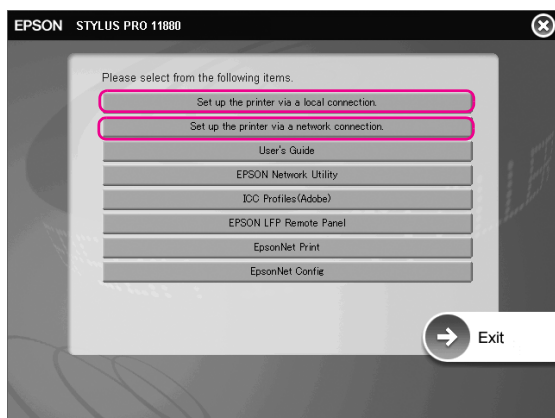 EPSON STYLUS PRO 11880
Please select from the following items.
Set up the printer via a local connection.
Set up the printer via a network connection.
User's Guide
EPSON Network Utility
ICC Profiles(Adobe)
EPSON LFP Remote Panel
EpsonNet Print
EpsonNet Config
Exit